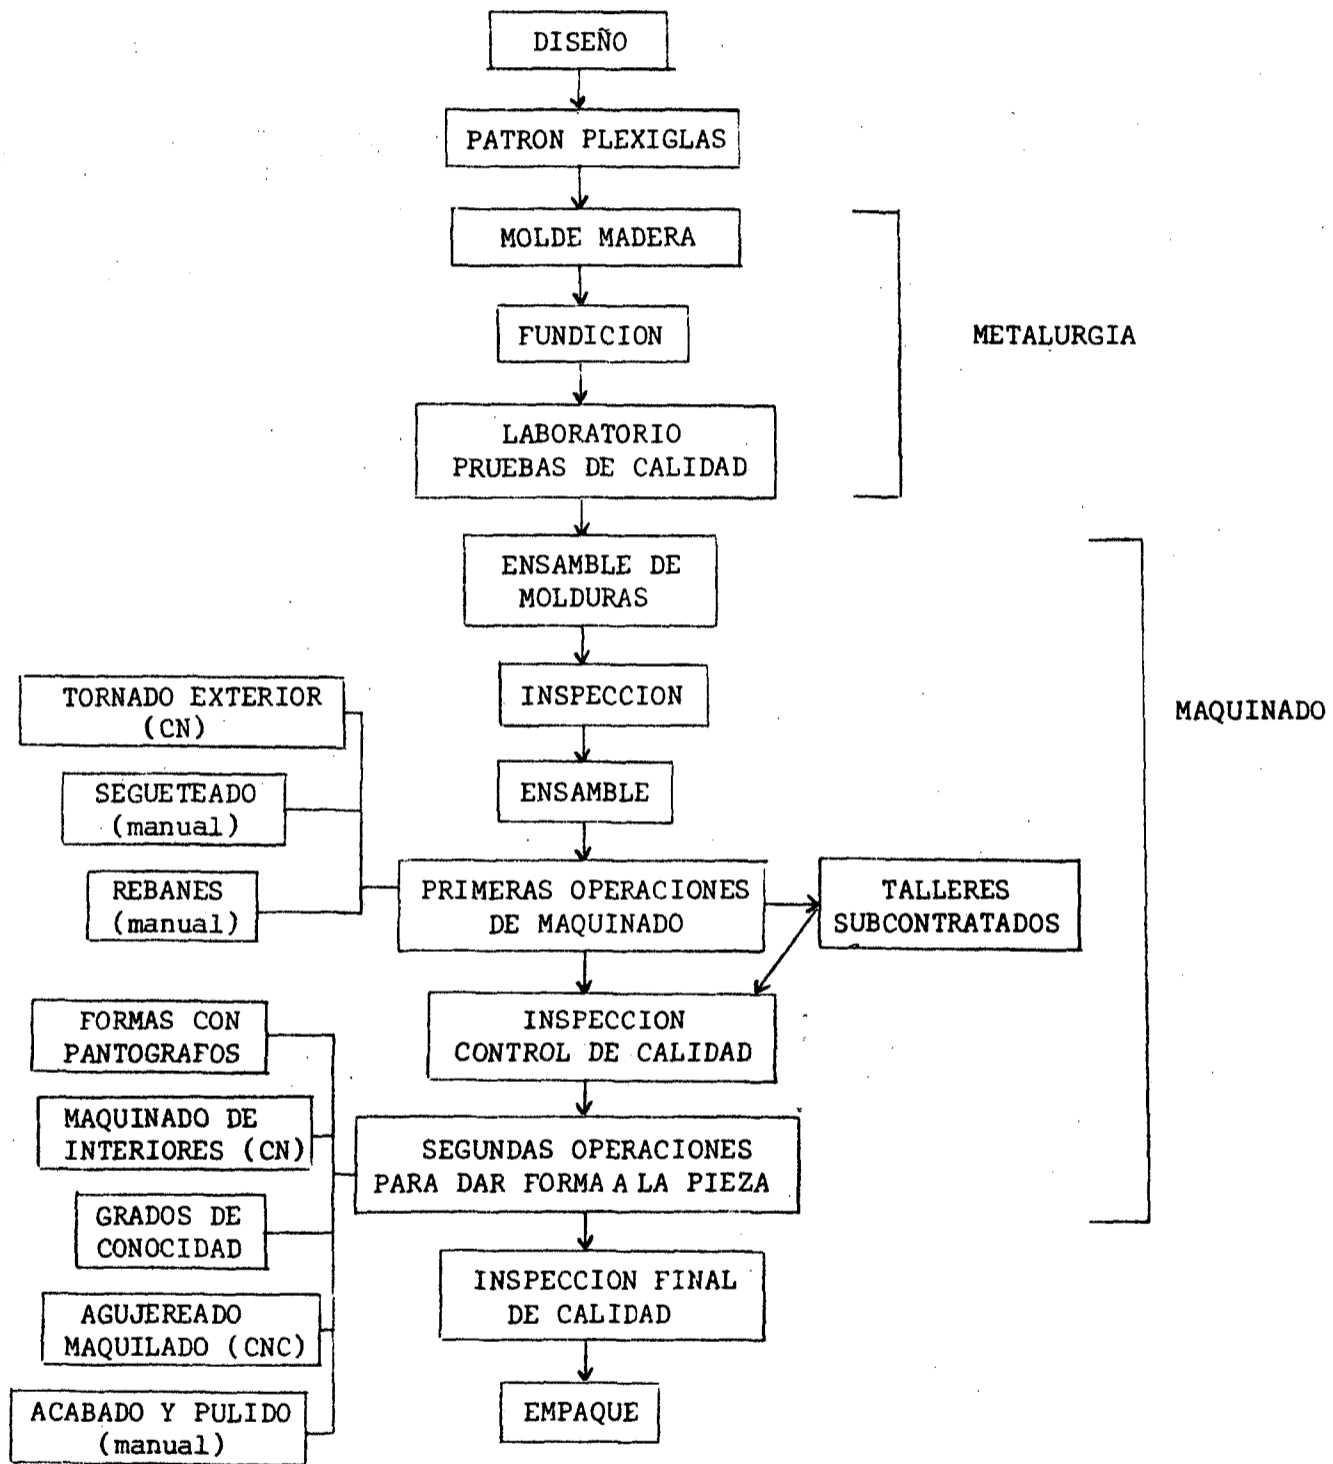 DISEÑO
PATRON PLEXIGLAS
MOLDE MADERA
FUNDICION
METALURGIA
LABORATORIO
PRUEBAS DE CALIDAD
ENSAMBLE DE
MOLDURAS
INSPECCION
MAQUINADO
ENSAMBLE
TORNADO EXTERIOR
(CN)
SEGUETEADO
(manual)
REBANES
(manual)
PRIMERAS OPERACIONES
DE MAQUINADO
TALLERES
SUBCONTRATADOS
INSPECCION
CONTROL DE CALIDAD
FORMAS CON
PANTOGRAFOS
MAQUINADO DE
INTERIORES (CN)
GRADOS DE
CONOCIDAD
AGUJEREADO
MAQUILADO (CNC)
ACABADO Y PULIDO
(manual)
SEGUNDAS OPERACIONES
PARA DAR FORMA A LA PIEZA
INSPECCION FINAL
DE CALIDAD
EMPAQUE